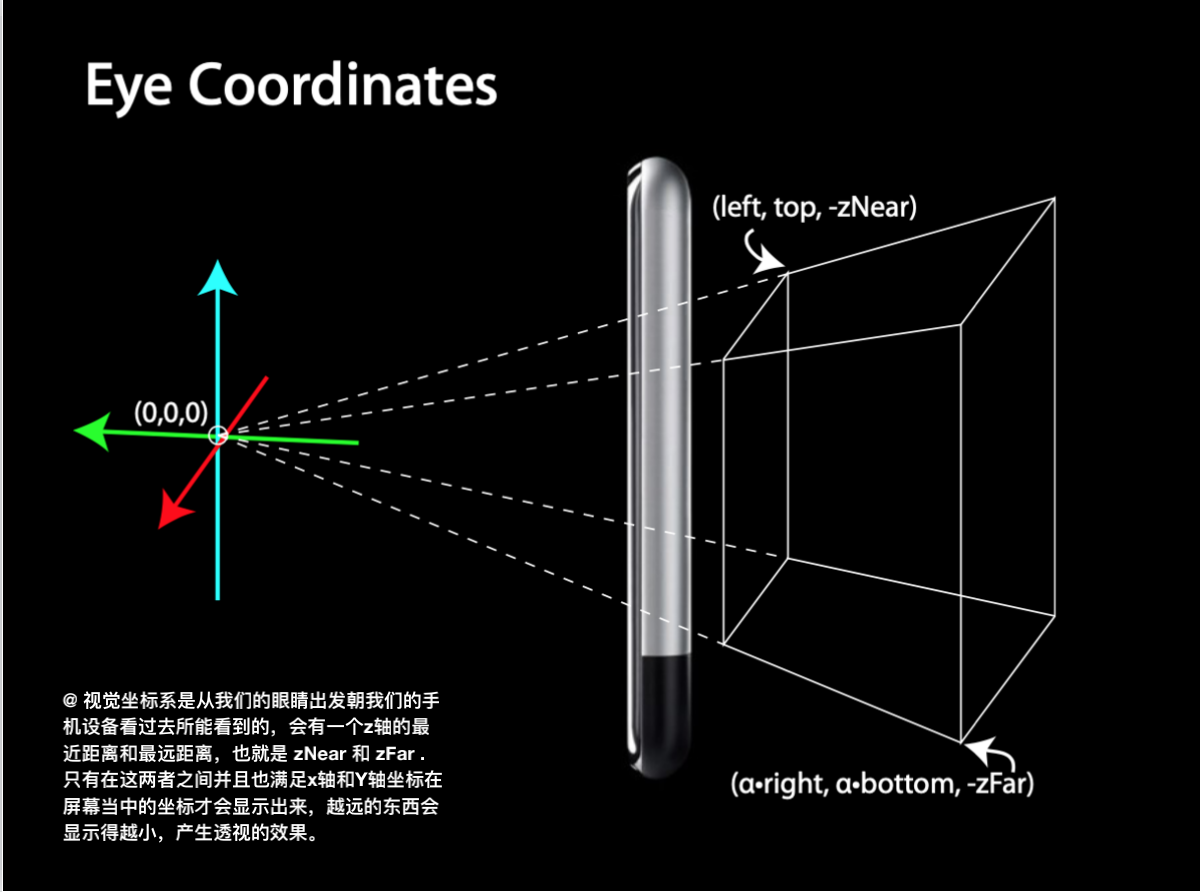 Eye Coordinates
(left, top, -zNear)
(0,0,0)
@ 视觉坐标系是从我们的眼睛出发朝我们的手
机设备看过去所能看到的，会有一个z轴的最
近距离和最远距离，也就是 zNear 和 zFar .
只有在这两者之间并且也满足x轴和Y轴坐标在
屏幕当中的坐标才会显示出来，越远的东西会
显示得越小，产生透视的效果。
(α•right, α•bottom, -zFar)